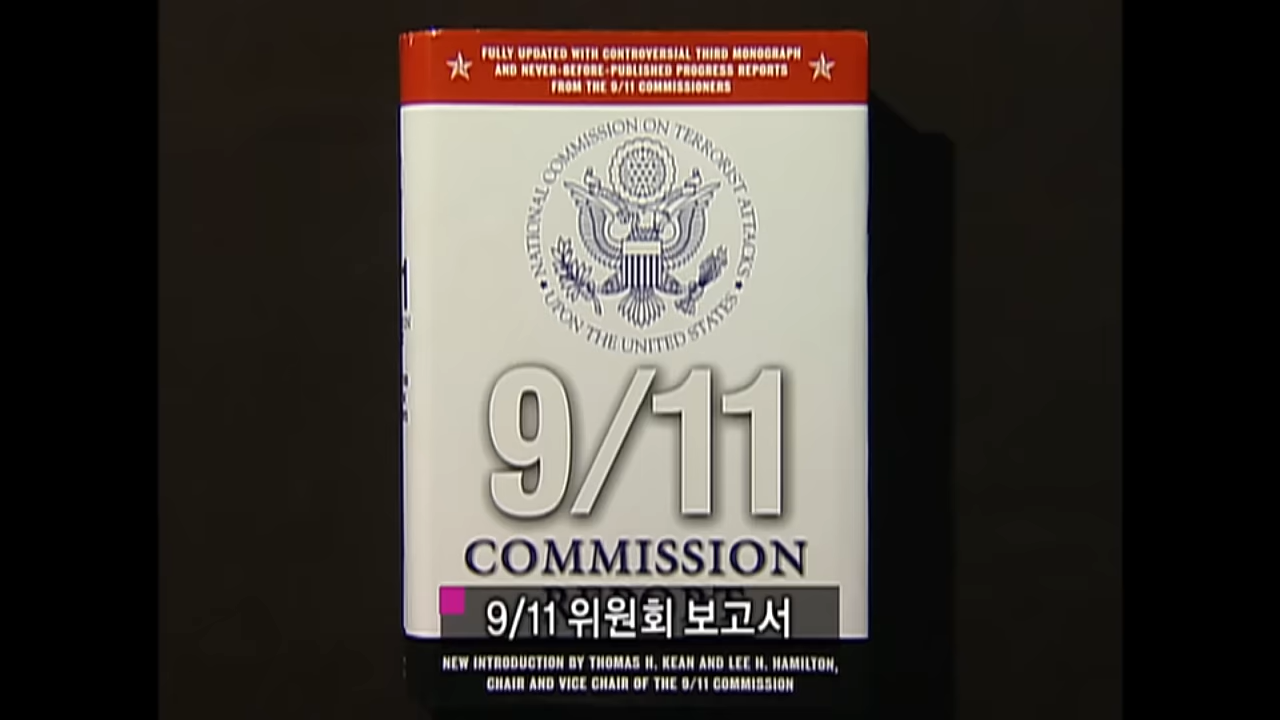 FULLY UPDATED WITH CONTROVERSIAL THIRD MONOGRAPH
AND NEVER-BEFORE-PUBLISHED PROGRESS REPORTS
FROM THE 9/11 COMMISSIONERS
NATIONAL COMMISSION ON TERRORIST ATTACKS
UPON THE UNITED STATES
9/11
COMMISSION
REPORT
9/11 위원회 보고서
NEW INTRODUCTION BY THOMAS H. KEAN AND LEE H. HAMILTON,
CHAIR AND VICE CHAIR OF THE 9/11 COMMISSION